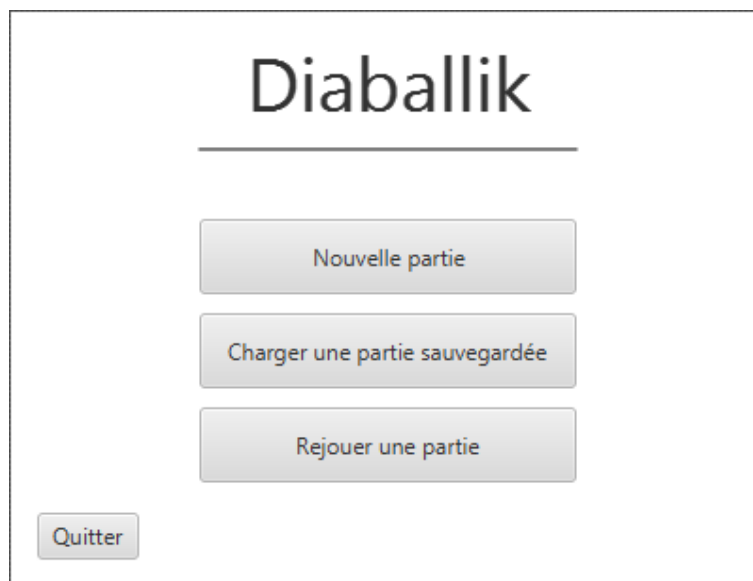 Diaballik
Nouvelle partie
Charger une partie sauvegardée
Rejouer une partie
Quitter